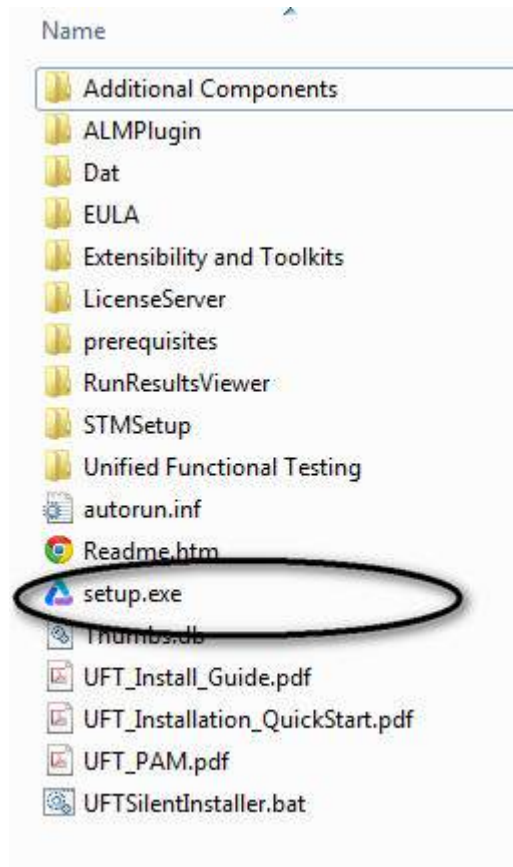 Name
Additional Components
ALMPlugin
Dat
EULA
Extensibility and Toolkits
LicenseServer
prerequisites
RunResultsViewer
STMSetup
Unified Functional Testing
autorun.inf
Readme.htm
setup.exe
Thumbs.db
UFT_Install_Guide.pdf
UFT_Installation_QuickStart.pdf
UFT_PAM.pdf
UFTSilentInstaller.bat